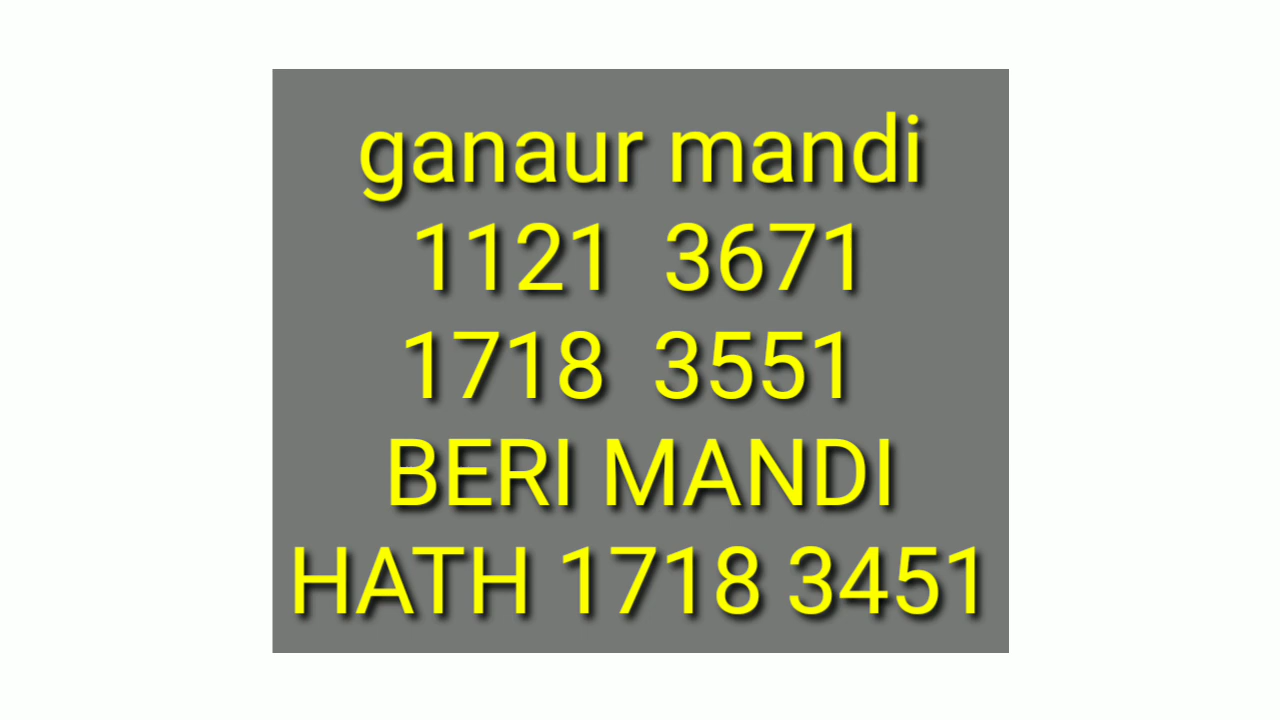 ganaur mandi
1121 3671
1718 3551
BERI MANDI
HATH 1718 3451